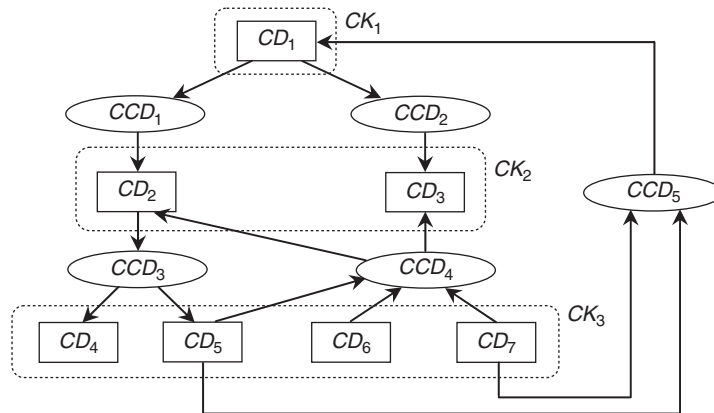 CD₁ CK₁
CCD₁ CCD₂
CD₂ CD₃ CK₂ CCD₅
CCD₃ CCD₄
CD₄ CD₅ CD₆ CD₇ CK₃